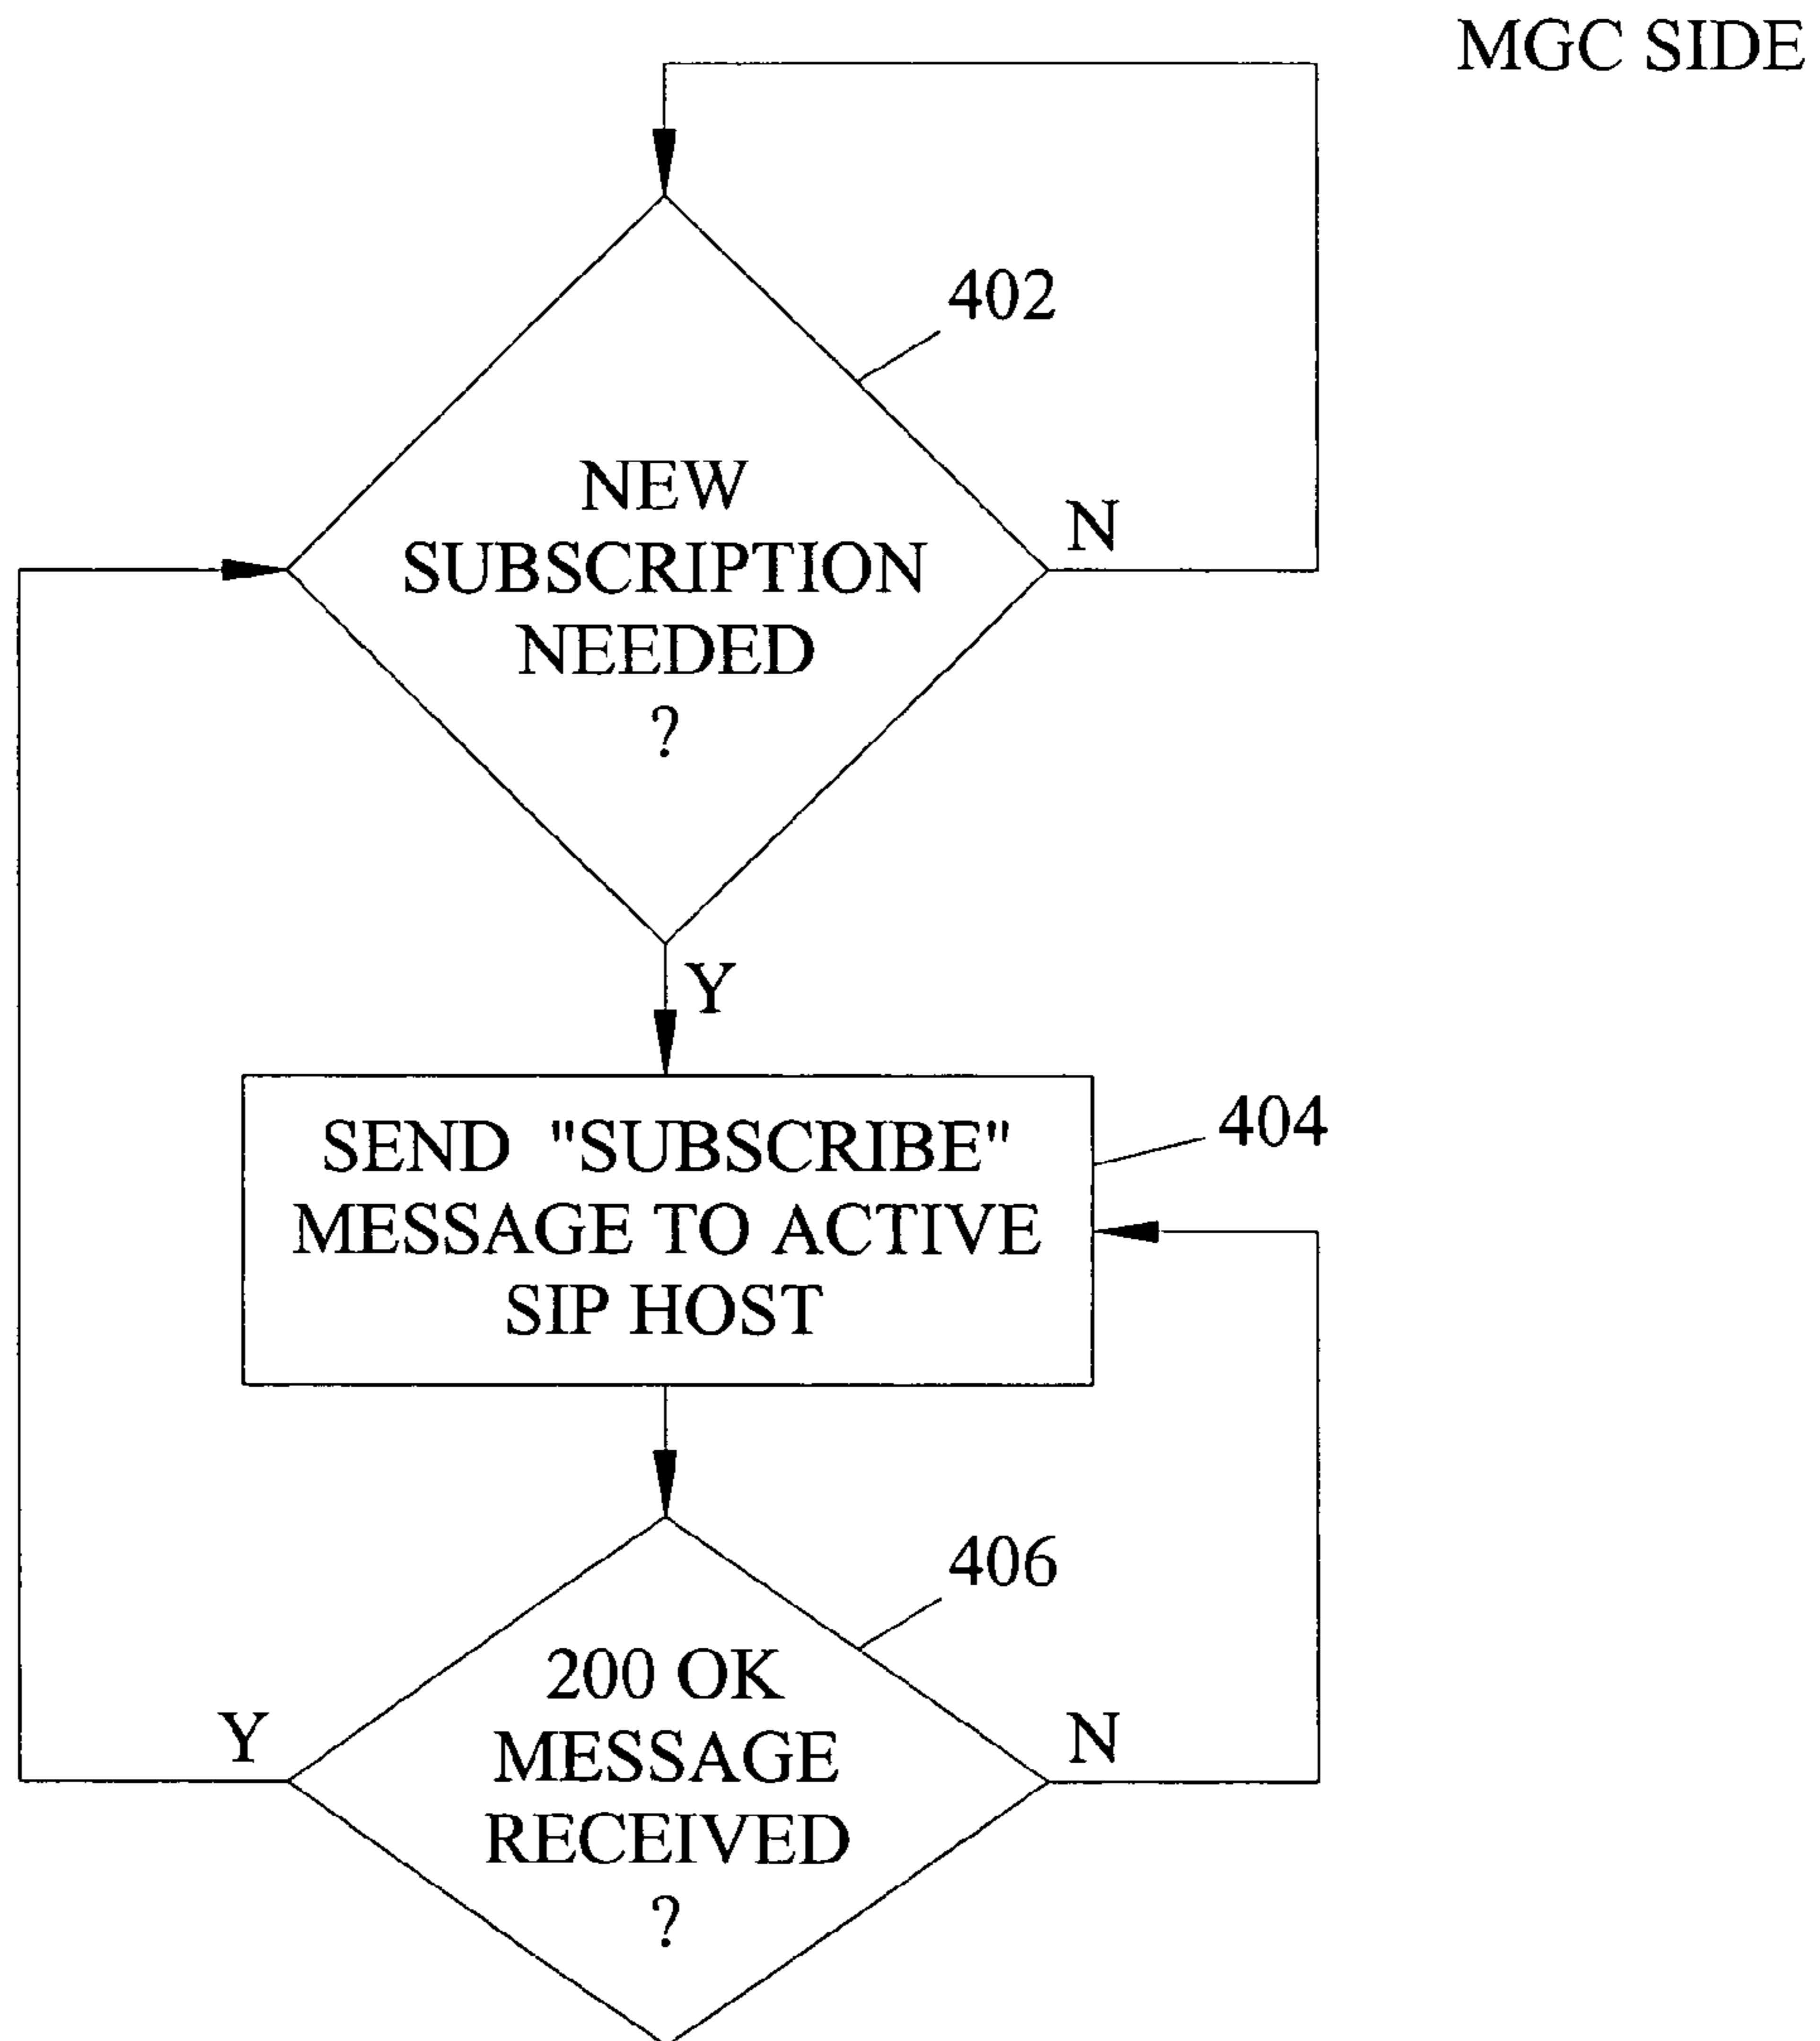 MGC SIDE
402
NEW
SUBSCRIPTION
NEEDED
?
N
Y
SEND "SUBSCRIBE"
MESSAGE TO ACTIVE
SIP HOST
404
406
200 OK
MESSAGE
RECEIVED
?
Y
N